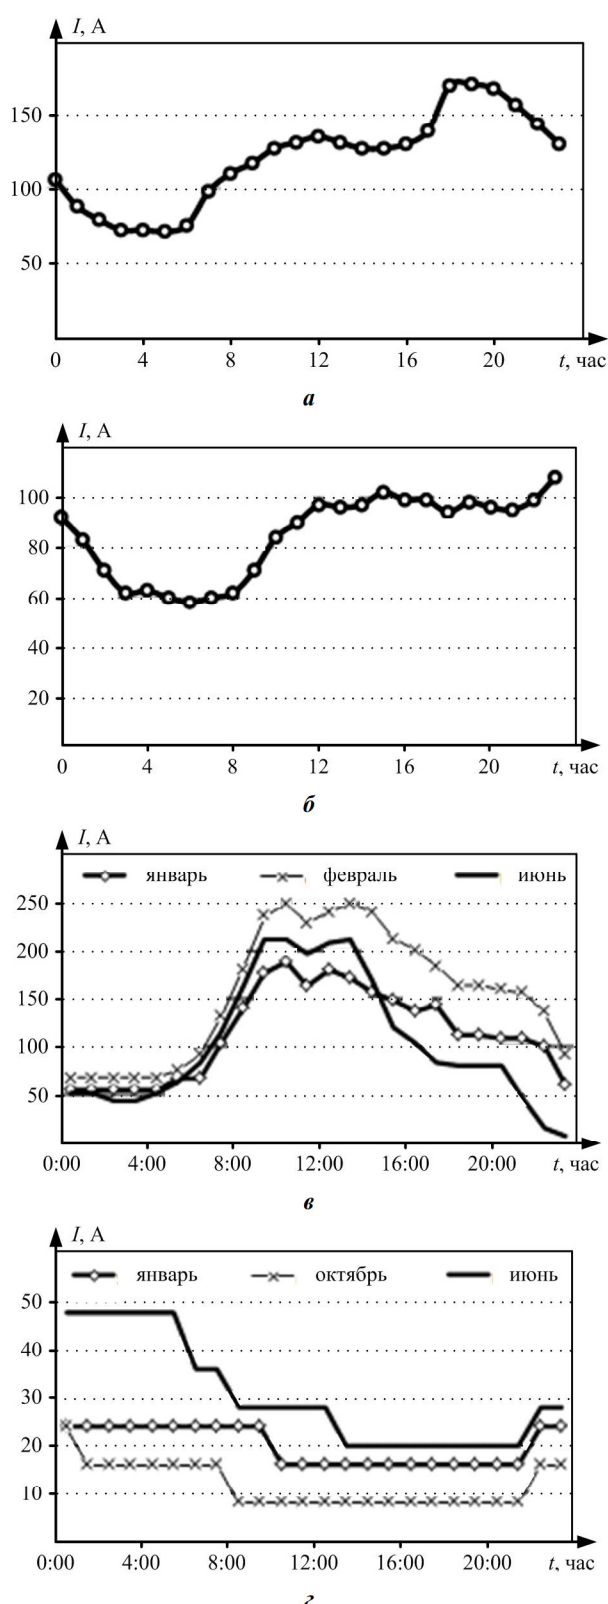 I, А
150
100
50
0 4 8 12 16 20 t, час
а
I, А
100
80
60
40
20
0 4 8 12 16 20 t, час
б
I, А
январь февраль июнь
250
200
150
100
50
0:00 4:00 8:00 12:00 16:00 20:00 t, час
в
I, А
январь октябрь июнь
50
40
30
20
10
0:00 4:00 8:00 12:00 16:00 20:00 t, час